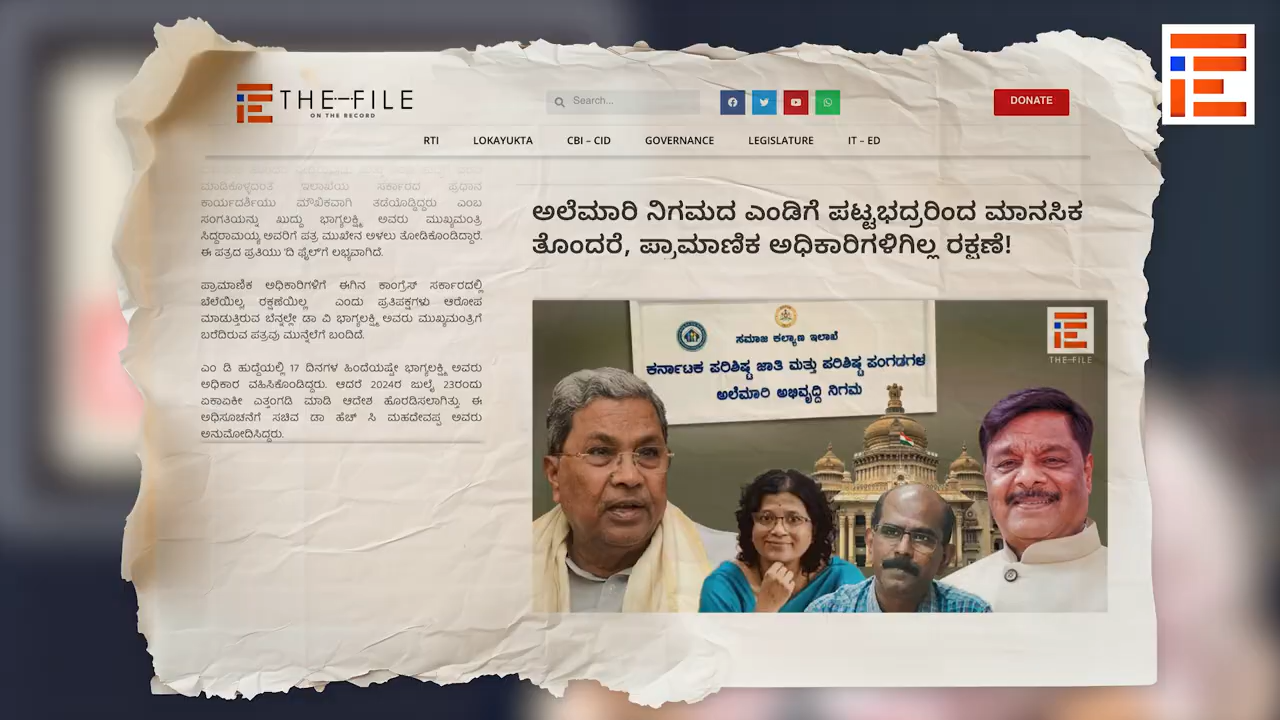 THE FILE
ON THE RECORD
Search...
DONATE
RTI
LOKAYUKTA
CBI – CID
GOVERNANCE
LEGISLATURE
IT – ED
ಮಾಡಿಕೊಳ್ಳದಂತೆ ಇಲಾಖೆಯ ಸರ್ಕಾರದ ಪ್ರಧಾನ
ಕಾರ್ಯದರ್ಶಿಯು ಮೌಖಿಕವಾಗಿ ತಡೆಯೊಡ್ಡಿದ್ದರು ಎಂಬ
ಸಂಗತಿಯನ್ನು ಖುದ್ದು ಭಾಗ್ಯಲಕ್ಷ್ಮಿ ಅವರು ಮುಖ್ಯಮಂತ್ರಿ
ಸಿದ್ದರಾಮಯ್ಯ ಅವರಿಗೆ ಪತ್ರ ಮುಖೇನ ಅಳಲು ತೋಡಿಕೊಂಡಿದ್ದಾರೆ.
ಈ ಪತ್ರದ ಪ್ರತಿಯು 'ದಿ ಫೈಲ್'ಗೆ ಲಭ್ಯವಾಗಿದೆ.
ಪ್ರಾಮಾಣಿಕ ಅಧಿಕಾರಿಗಳಿಗೆ ಈಗಿನ ಕಾಂಗ್ರೆಸ್ ಸರ್ಕಾರದಲ್ಲಿ
ಬೆಲೆಯಿಲ್ಲ, ರಕ್ಷಣೆಯಿಲ್ಲ ಎಂದು ಪ್ರತಿಪಕ್ಷಗಳು ಆರೋಪ
ಮಾಡುತ್ತಿರುವ ಬೆನ್ನಲ್ಲೇ ಡಾ ವಿ ಭಾಗ್ಯಲಕ್ಷ್ಮಿ ಅವರು ಮುಖ್ಯಮಂತ್ರಿಗೆ
ಬರೆದಿರುವ ಪತ್ರವು ಮುನ್ನೆಲೆಗೆ ಬಂದಿದೆ.
ಎಂ ಡಿ ಹುದ್ದೆಯಲ್ಲಿ 17 ದಿನಗಳ ಹಿಂದೆಯಷ್ಟೇ ಭಾಗ್ಯಲಕ್ಷ್ಮಿ ಅವರು
ಅಧಿಕಾರ ವಹಿಸಿಕೊಂಡಿದ್ದರು. ಆದರೆ 2024ರ ಜುಲೈ 23ರಂದು
ಏಕಾಏಕೀ ಎತ್ತಂಗಡಿ ಮಾಡಿ ಆದೇಶ ಹೊರಡಿಸಲಾಗಿತ್ತು. ಈ
ಅಧಿಸೂಚನೆಗೆ ಸಚಿವ ಡಾ ಹೆಚ್ ಸಿ ಮಹದೇವಪ್ಪ ಅವರು
ಅನುಮೋದಿಸಿದ್ದರು.
ಅಲೆಮಾರಿ ನಿಗಮದ ಎಂಡಿಗೆ ಪಟ್ಟಭದ್ರರಿಂದ ಮಾನಸಿಕ
ತೊಂದರೆ, ಪ್ರಾಮಾಣಿಕ ಅಧಿಕಾರಿಗಳಿಗಿಲ್ಲ ರಕ್ಷಣೆ!
ಸಮಾಜ ಕಲ್ಯಾಣ ಇಲಾಖೆ
ಕರ್ನಾಟಕ ಪರಿಶಿಷ್ಟ ಜಾತಿ ಮತ್ತು ಪರಿಶಿಷ್ಟ ಪಂಗಡಗಳ
ಅಲೆಮಾರಿ ಅಭಿವೃದ್ಧಿ ನಿಗಮ
THE-FILE